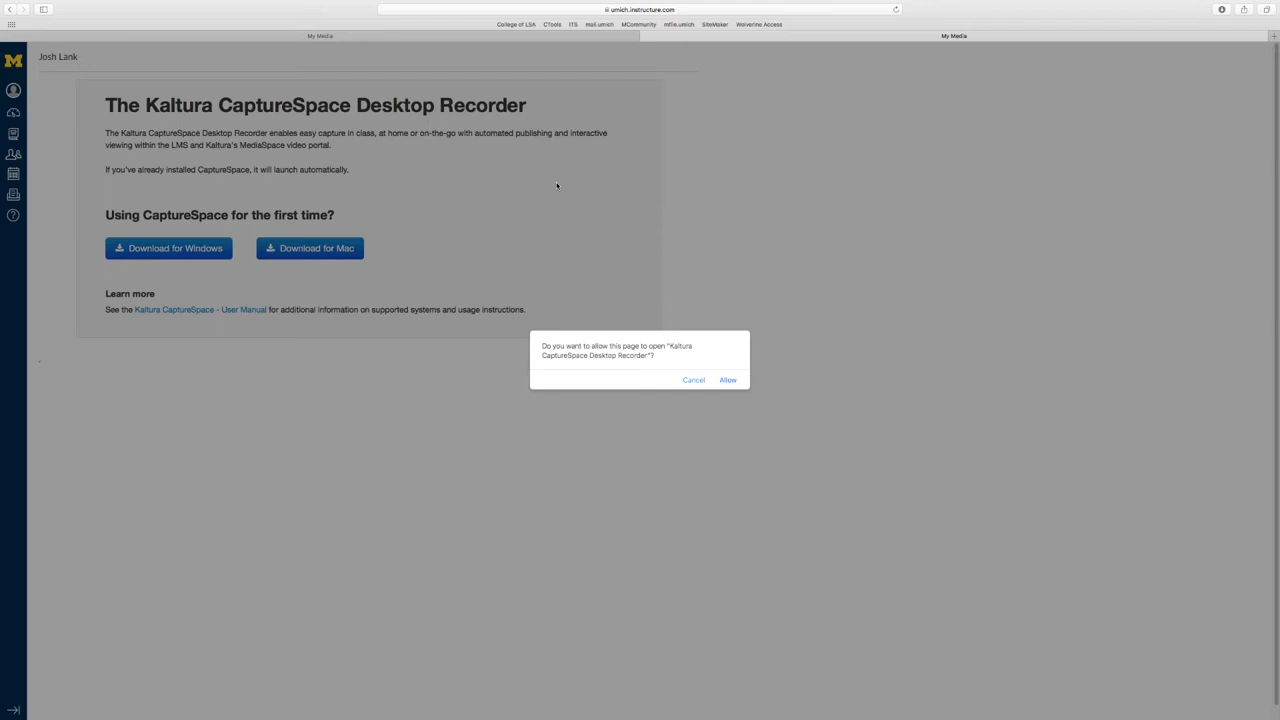 umich.instructure.com
College of LSA CTools ITS mail.umich MCommunity mfile.umich SiteMaker Wolverine Access
My Media My Media
Josh Lank
The Kaltura CaptureSpace Desktop Recorder
The Kaltura CaptureSpace Desktop Recorder enables easy capture in class, at home or on-the-go with automated publishing and interactive
viewing within the LMS and Kaltura's MediaSpace video portal.
If you've already installed CaptureSpace, it will launch automatically.
Using CaptureSpace for the first time?
Download for Windows Download for Mac
Learn more
See the Kaltura CaptureSpace - User Manual for additional information on supported systems and usage instructions.
Do you want to allow this page to open "Kaltura
CaptureSpace Desktop Recorder"?
Cancel Allow